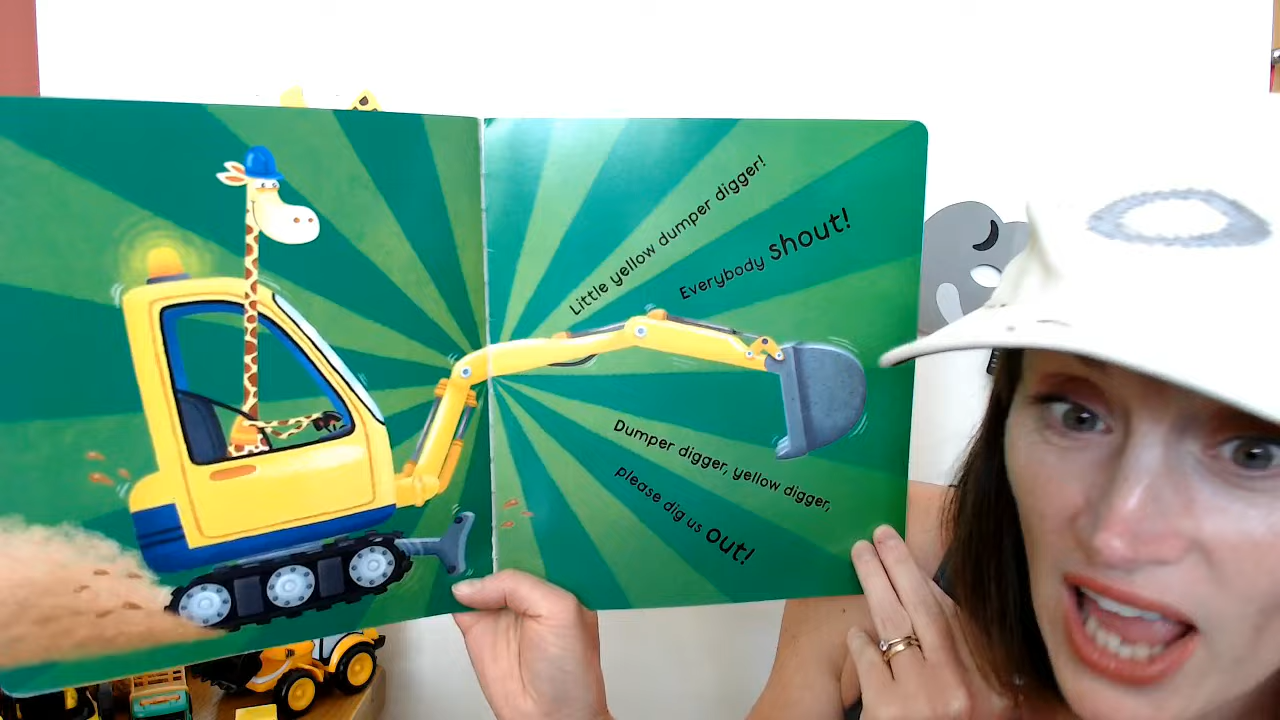 Little yellow dumper digger!
Everybody shout!
Dumper digger, yellow digger,
please dig us out!